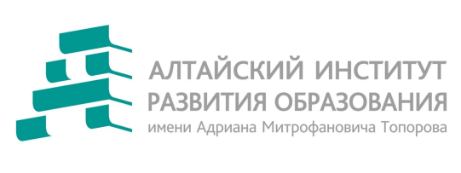 АЛТАЙСКИЙ ИНСТИТУТ
РАЗВИТИЯ ОБРАЗОВАНИЯ
имени Адриана Митрофановича Топорова